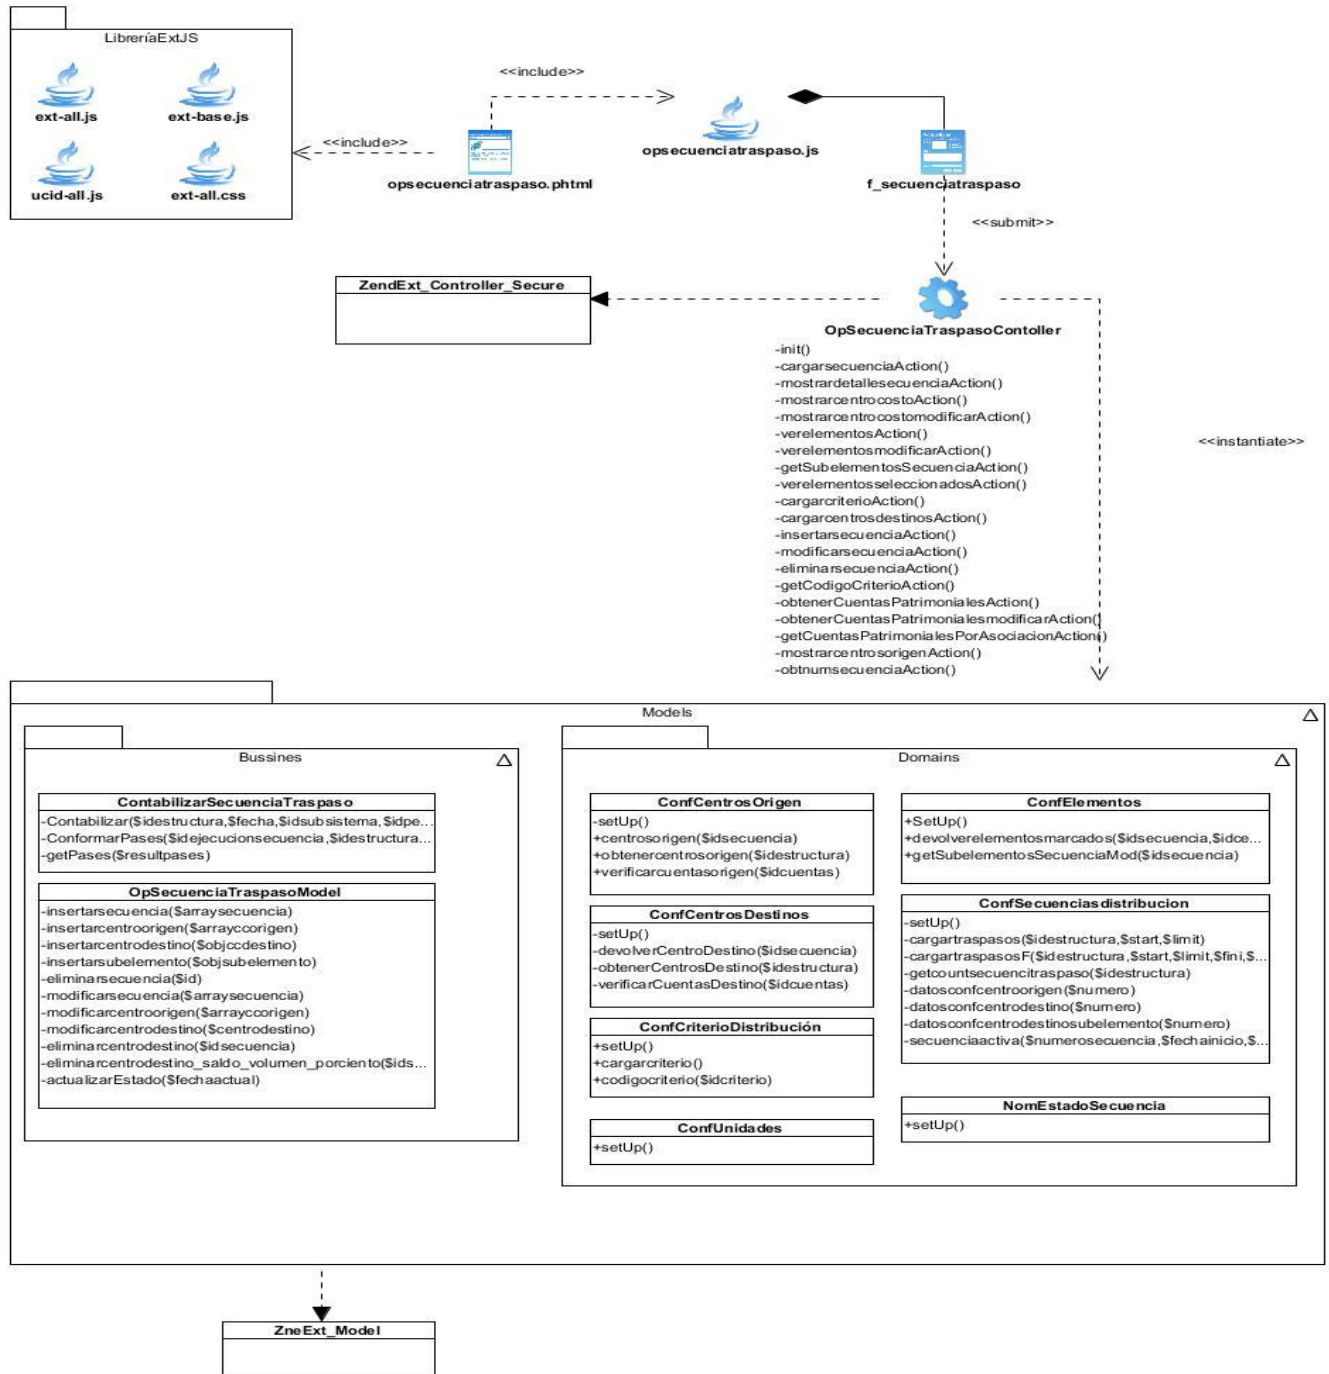 LibreríaExtJS
ext-all.js
ext-base.js
ucid-all.js
ext-all.css
<<include>>
<<include>>
opsecuenciatraspaso.phtml
opsecuenciatraspaso.js
f_secuenciatraspaso
<<submit>>
ZendExt_Controller_Secure
OpSecuenciaTraspasoContoller
-init()
-cargarsecuenciaAction()
-mostrardetallesecuenciaAction()
-mostrarcentrocostoAction()
-mostrarcentrocostomodificarAction()
-verelementosAction()
-verelementosmodificarAction()
-getSubelementosSecuenciaAction()
-verelementosseleccionadosAction()
-cargarcriterioAction()
-cargarcentrosdestinosAction()
-insertarsecuenciaAction()
-modificarsecuenciaAction()
-eliminarsecuenciaAction()
-getCodigoCriterioAction()
-obtenerCuentasPatrimonialesAction()
-obtenerCuentasPatrimonialesmodificarAction()
-getCuentasPatrimonialesPorAsociacionAction()
-mostrarcentrosorigenAction()
-obtnumsecuenciaAction()
<<instantiate>>
Models
Bussines
ContabilizarSecuenciaTraspaso
-Contabilizar($idestructura,$fecha,$idsubsistema,$idpe...
-ConformarPases($idejecucionsecuencia,$idestructura...
-getPases($resultpases)
OpSecuenciaTraspasoModel
-insertarsecuencia($arraysecuencia)
-insertarcentroorigen($arrayccorigen)
-insertarcentrodestino($objccdestino)
-insertarsubelemento($objsubelemento)
-eliminarsecuencia($id)
-modificarsecuencia($arraysecuencia)
-modificarcentroorigen($arrayccorigen)
-modificarcentrodestino($centrodestino)
-eliminarcentrodestino($idsecuencia)
-eliminarcentrodestino_saldo_volumen_porciento($ids...
-actualizarEstado($fechaactual)
Domains
ConfCentrosOrigen
-setUp()
+centrosorigen($idsecuencia)
+obtenercentrosorigen($idestructura)
+verificarcuentasorigen($idcuentas)
ConfCentrosDestinos
-setUp()
-devolverCentroDestino($idsecuencia)
-obtenerCentrosDestino($idestructura)
-verificarCuentasDestino($idcuentas)
ConfCriterioDistribución
+setUp()
+cargarcriterio()
+codigocriterio($idcriterio)
ConfUnidades
+setUp()
ConfElementos
+SetUp()
+devolverelementosmarcados($idsecuencia,$idce...
+getSubelementosSecuenciaMod($idsecuencia)
ConfSecuenciasdistribucion
-setUp()
-cargartraspasos($idestructura,$start,$limit)
-cargartraspasosF($idestructura,$start,$limit,$fini,$...
-getcountsecuencitraspaso($idestructura)
-datosconfcentroorigen($numero)
-datosconfcentrodestino($numero)
-datosconfcentrodestinosubelemento($numero)
-secuenciaactiva($numerosecuencia,$fechainicio,$...
NomEstadoSecuencia
+setUp()
ZneExt_Model